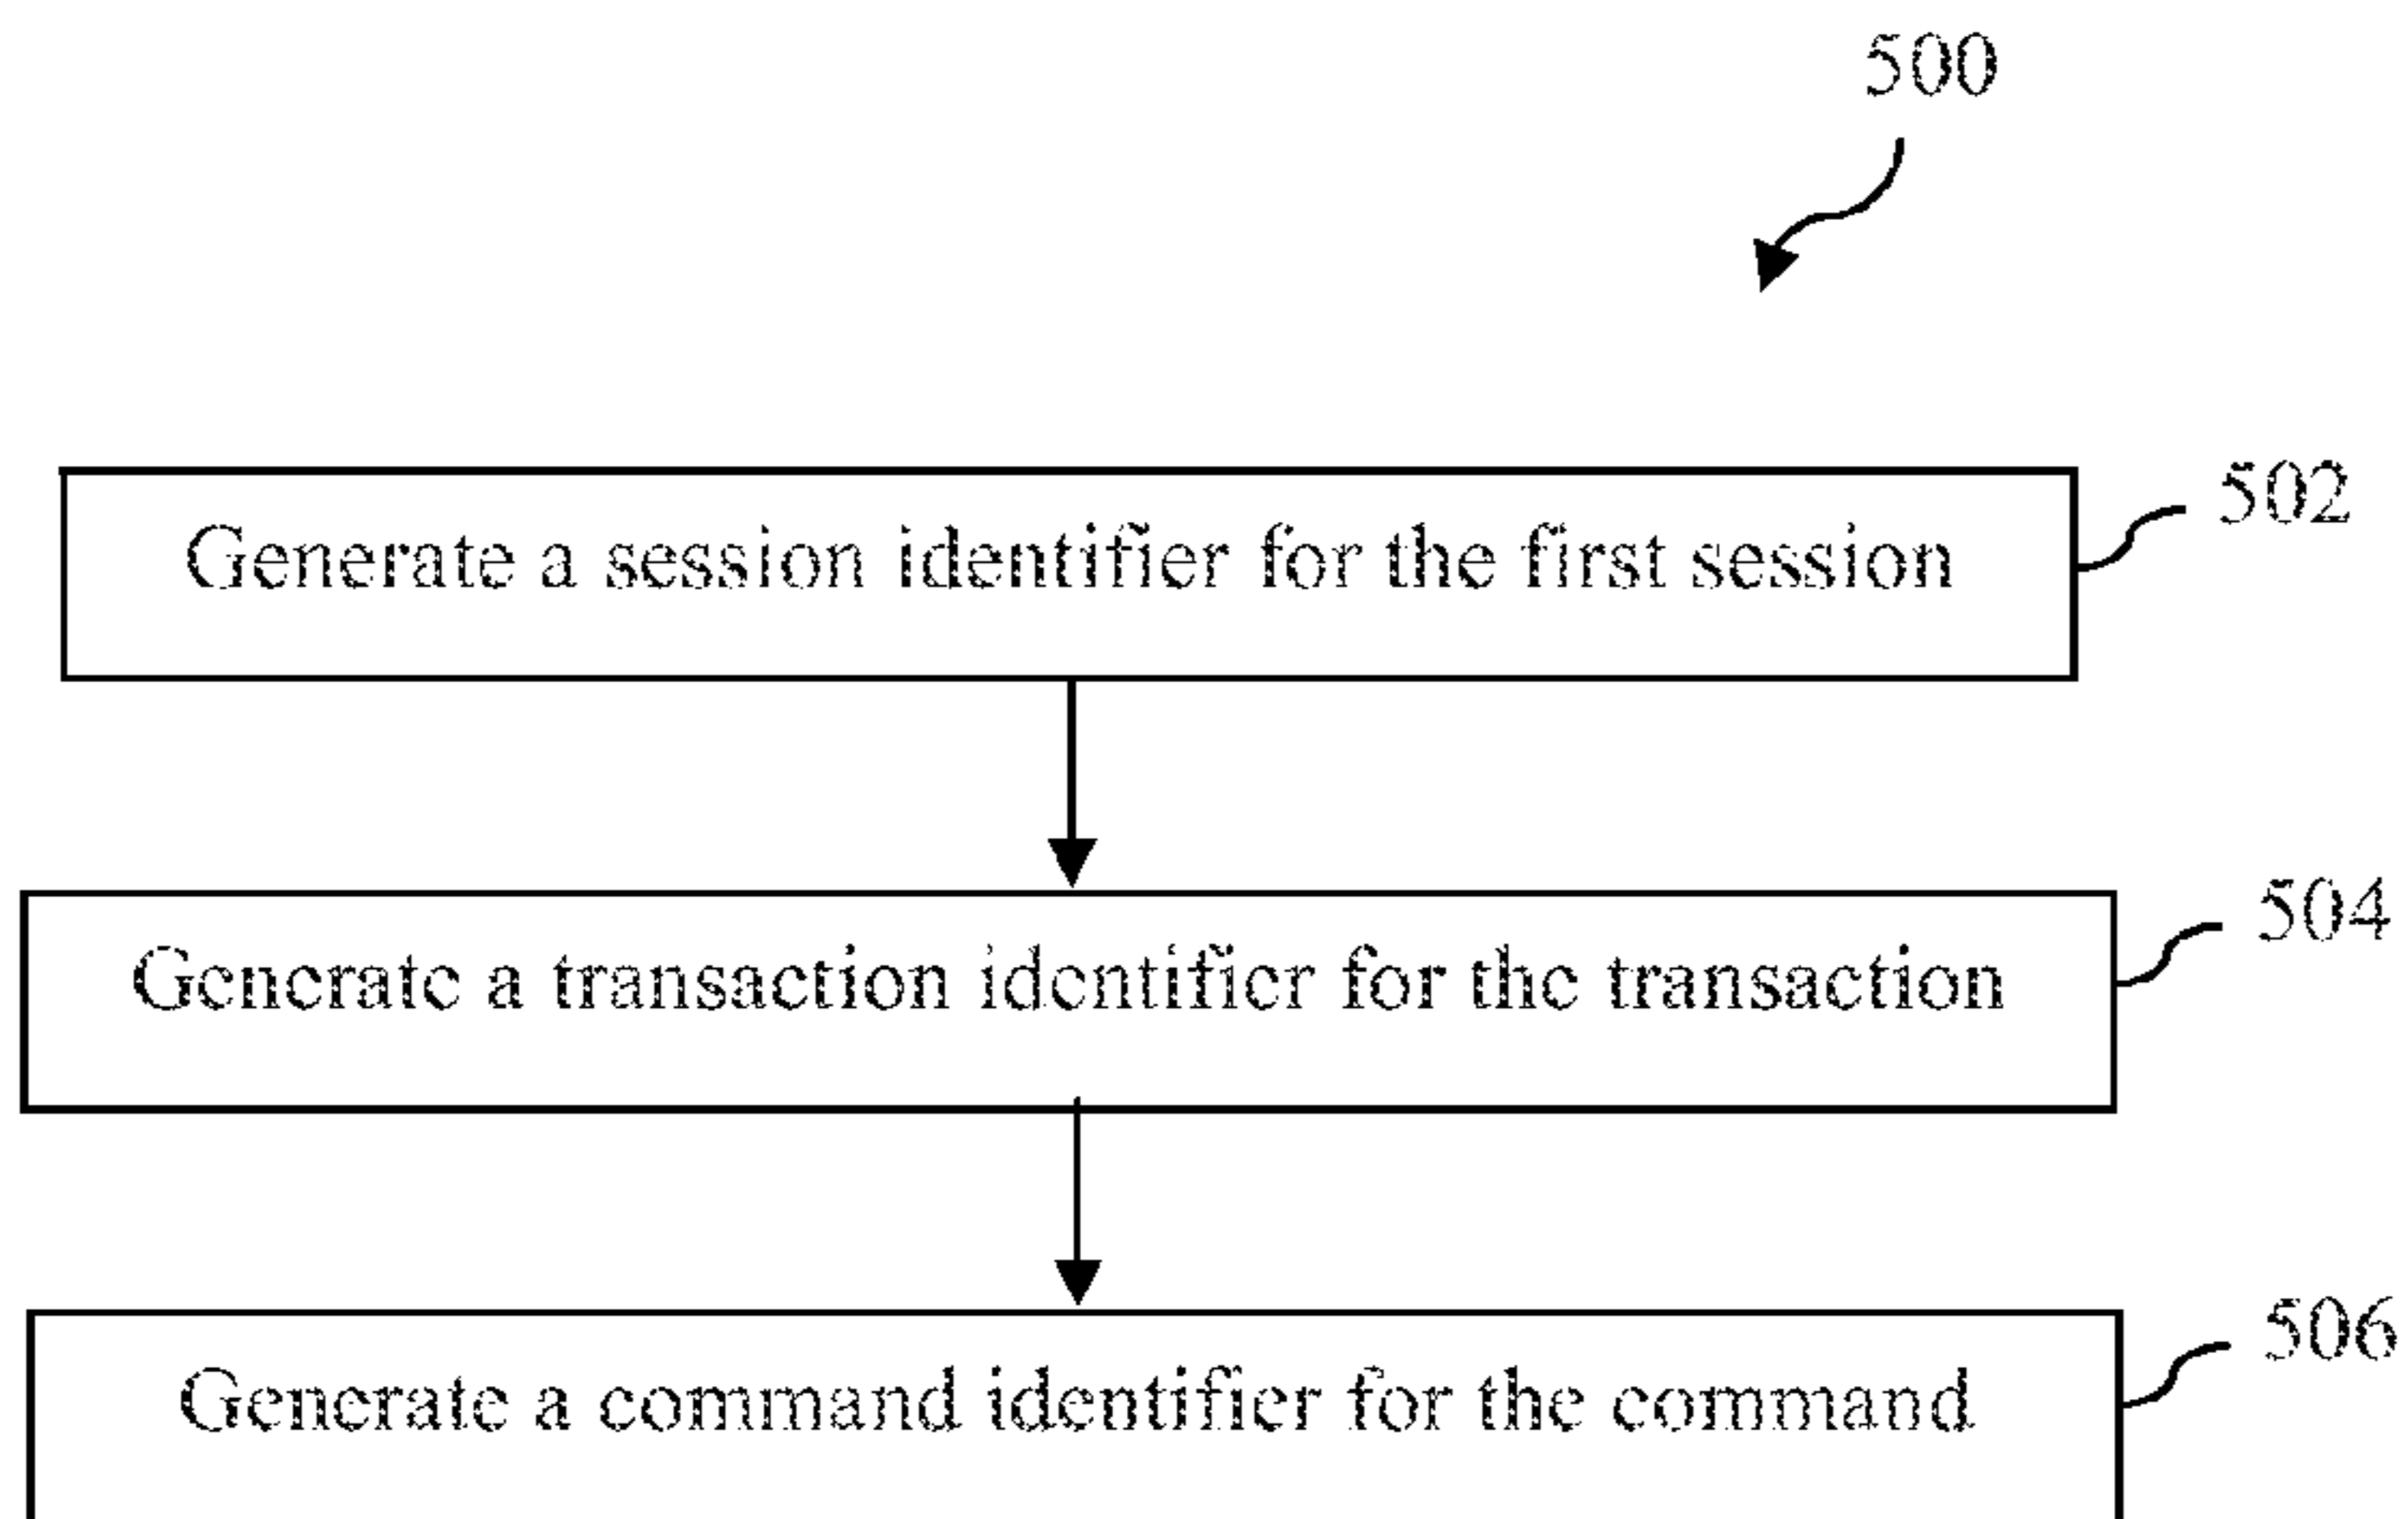 500
502
Generate a session identifier for the first session
504
Generate a transaction identifier for the transaction
506
Generate a command identifier for the command